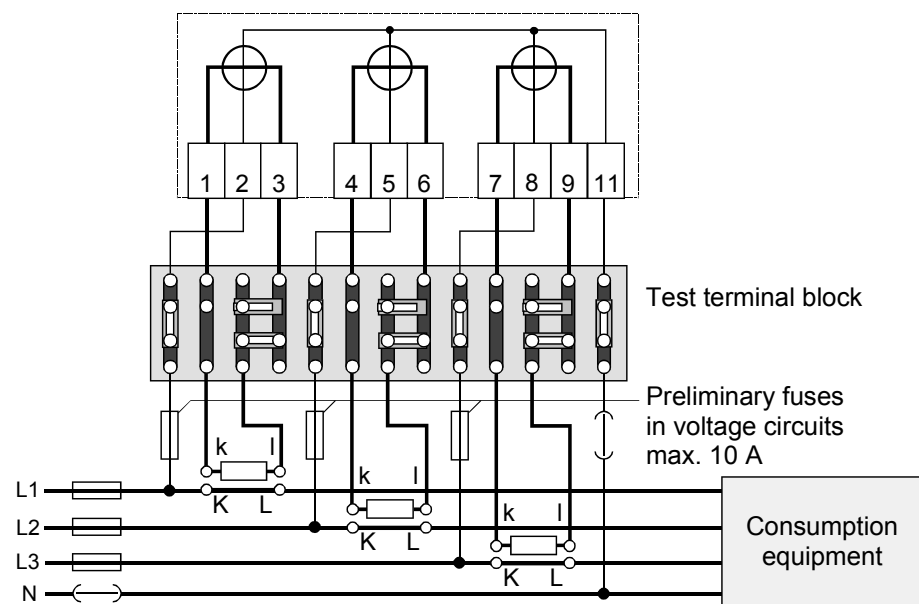 1 2 3 4 5 6 7 8 9 11
Test terminal block
Preliminary fuses
in voltage circuits
max. 10 A
k l
L1
K L
k l
L2
K L
k l
L3
K L
N
Consumption
equipment